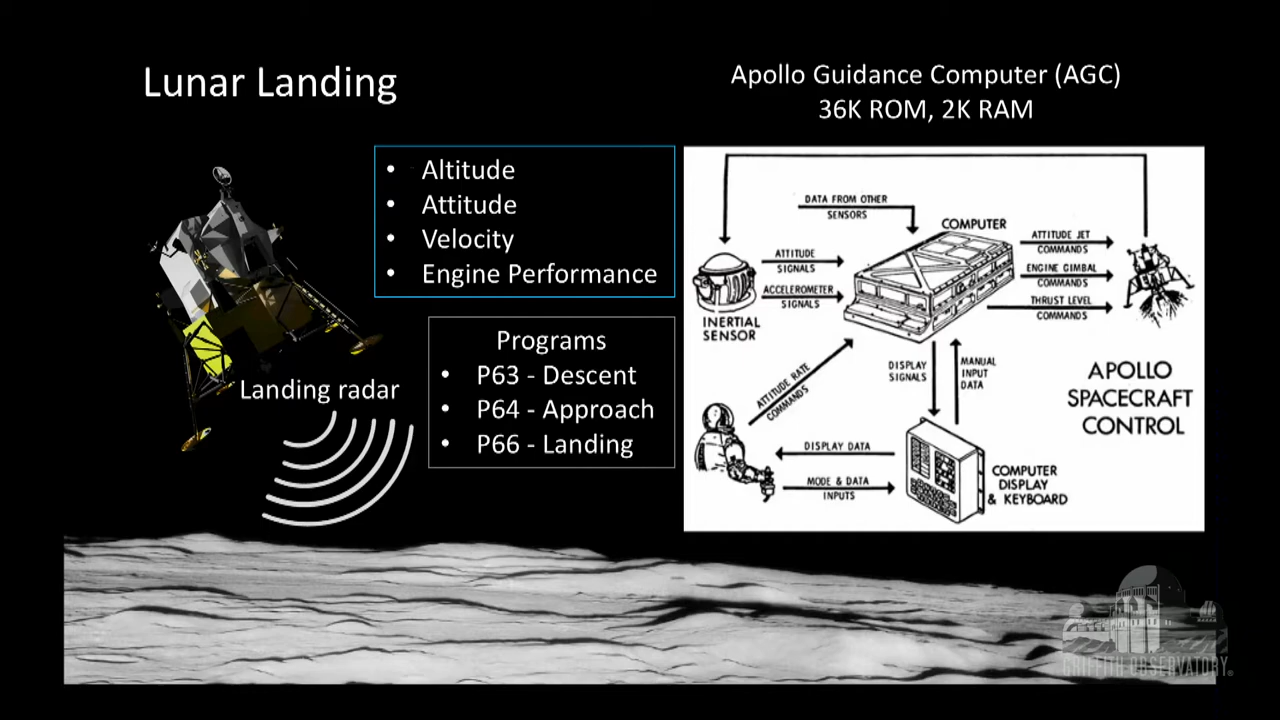 Lunar Landing
Apollo Guidance Computer (AGC)
36K ROM, 2K RAM
• Altitude
• Attitude
• Velocity
• Engine Performance
Programs
• P63 - Descent
• P64 - Approach
• P66 - Landing
Landing radar
DATA FROM OTHER
SENSORS
COMPUTER
ATTITUDE
SIGNALS
ACCELEROMETER
SIGNALS
INERTIAL
SENSOR
ATTITUDE JET
COMMANDS
ENGINE GIMBAL
COMMANDS
THRUST LEVEL
COMMANDS
ATTITUDE RATE
COMMANDS
DISPLAY
SIGNALS
MANUAL
INPUT
DATA
APOLLO
SPACECRAFT
CONTROL
DISPLAY DATA
MODE & DATA
INPUTS
COMPUTER
DISPLAY
& KEYBOARD
GRIFFITH OBSERVATORY®